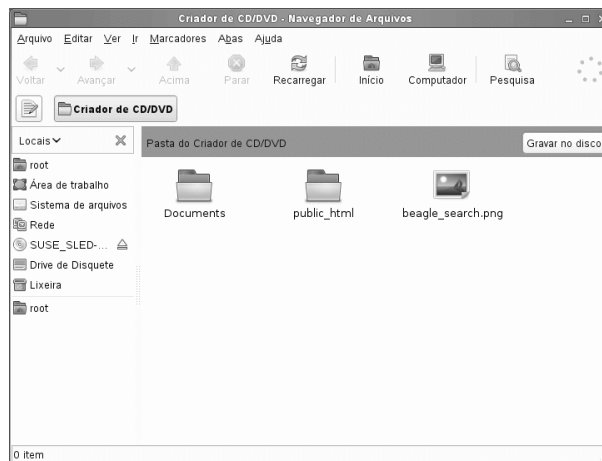 Criador de CD/DVD - Navegador de Arquivos
Arquivo Editar Ver Ir Marcadores Abas Ajuda
Voltar Avançar Acima Parar Recarregar Início Computador Pesquisa
Criador de CD/DVD
Locais
Pasta do Criador de CD/DVD
Gravar no disco
root
Área de trabalho
Sistema de arquivos
Rede
SUSE_SLED-...
Drive de Disquete
Lixeira
root
Documents
public_html
beagle_search.png
0 item